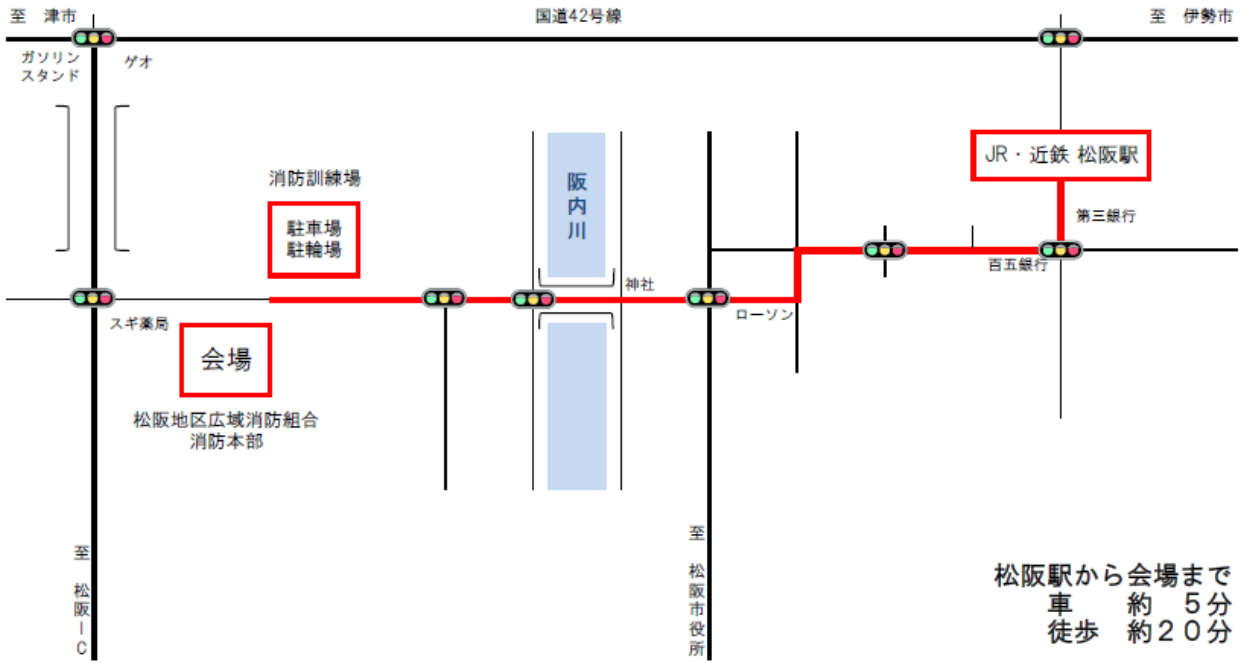 至 津市
国道42号線
至 伊勢市
ガソリン
スタンド
ゲオ
JR・近鉄 松阪駅
消防訓練場
駐車場
駐輪場
阪内川
第三銀行
百五銀行
神社
ローソン
スギ薬局
会場
松阪地区広域消防組合
消防本部
至 松阪IC
至 松阪市役所
松阪駅から会場まで
車 約 5分
徒歩 約20分